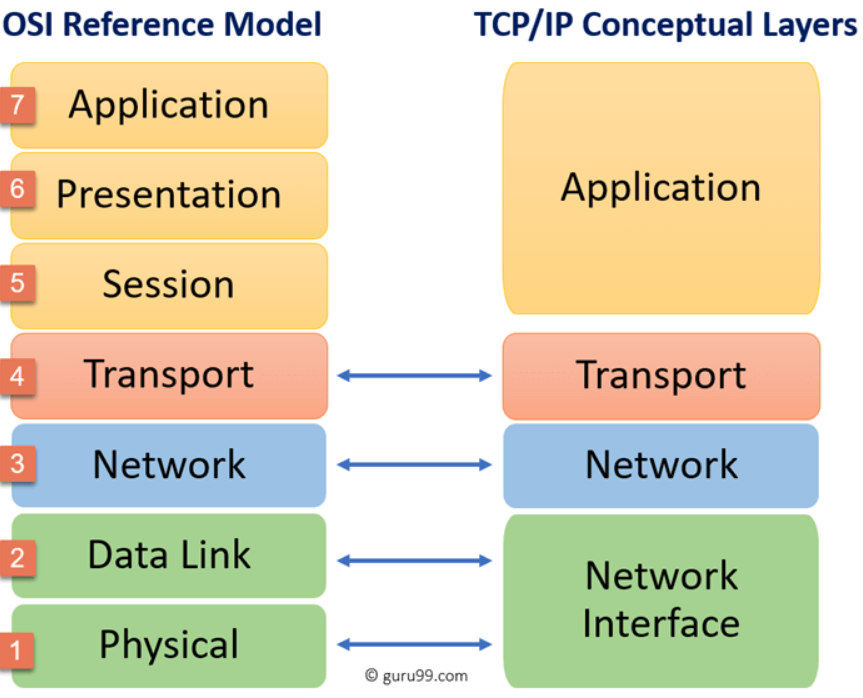 OSI Reference Model
TCP/IP Conceptual Layers
7 Application
6 Presentation
5 Session
4 Transport
3 Network
2 Data Link
1 Physical
Application
Transport
Network
Network
Interface
© guru99.com